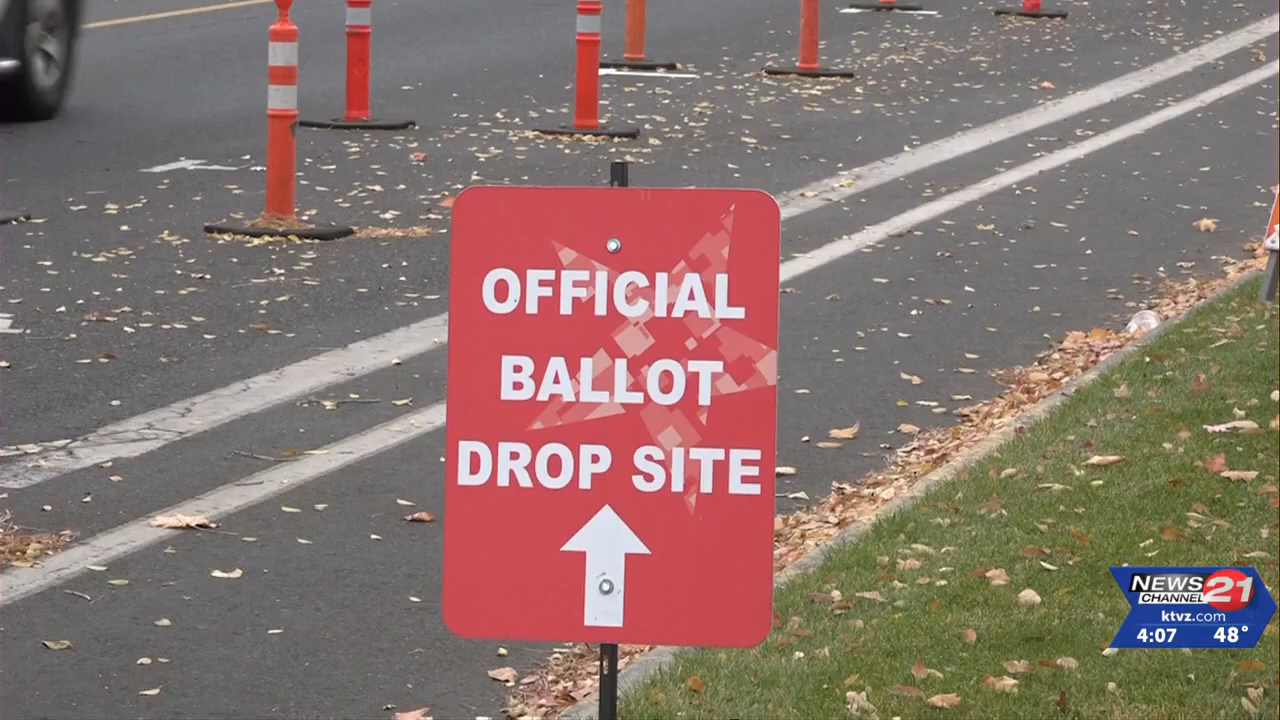 OFFICIAL
BALLOT
DROP SITE
NEWS
CHANNEL 21
ktvz.com
4:07 48°